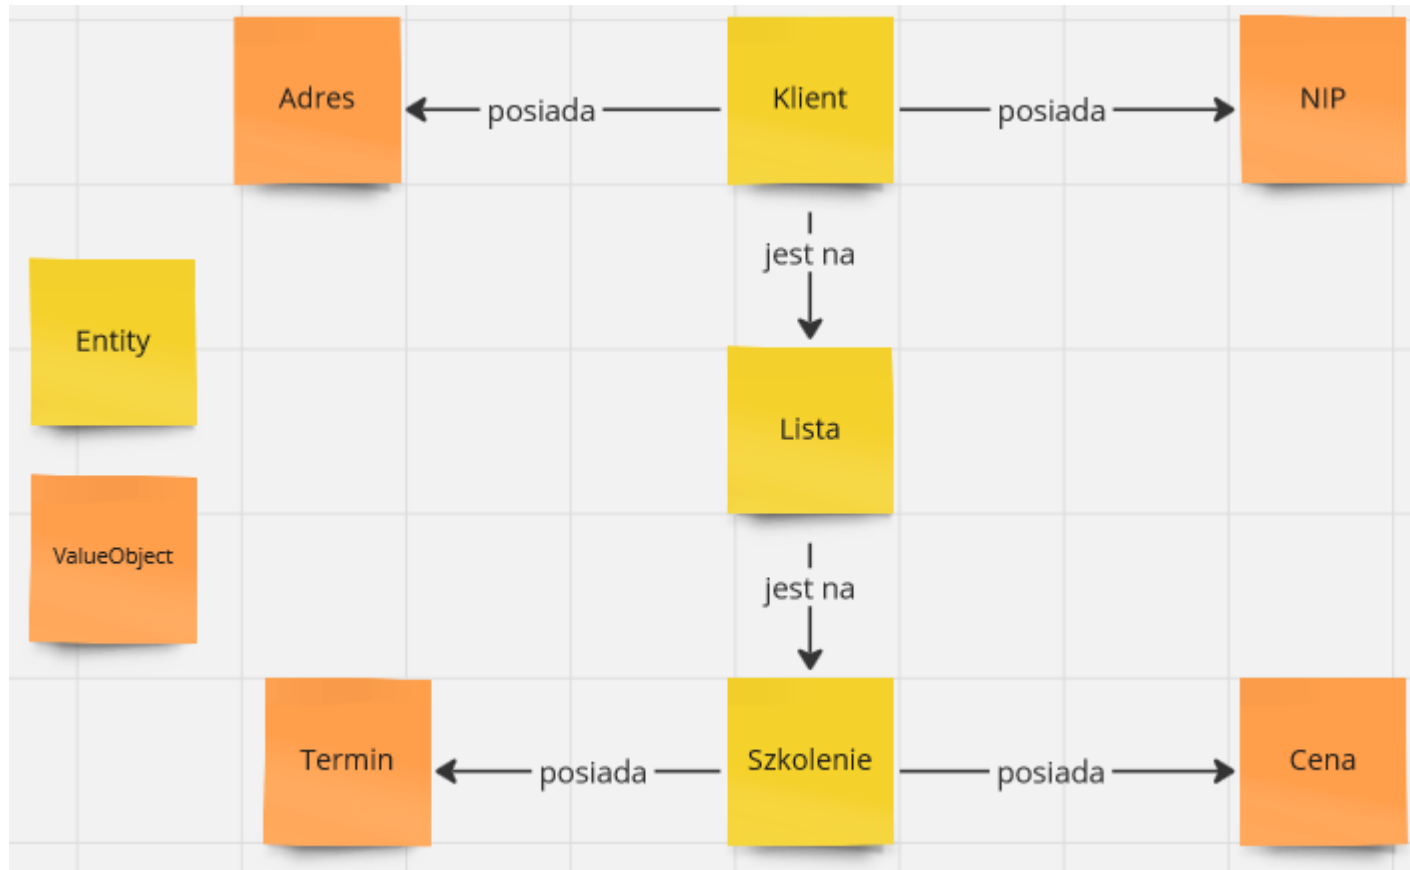 Adres
posiada
Klient
posiada
NIP
jest na
Entity
Lista
ValueObject
jest na
Termin
posiada
Szkolenie
posiada
Cena